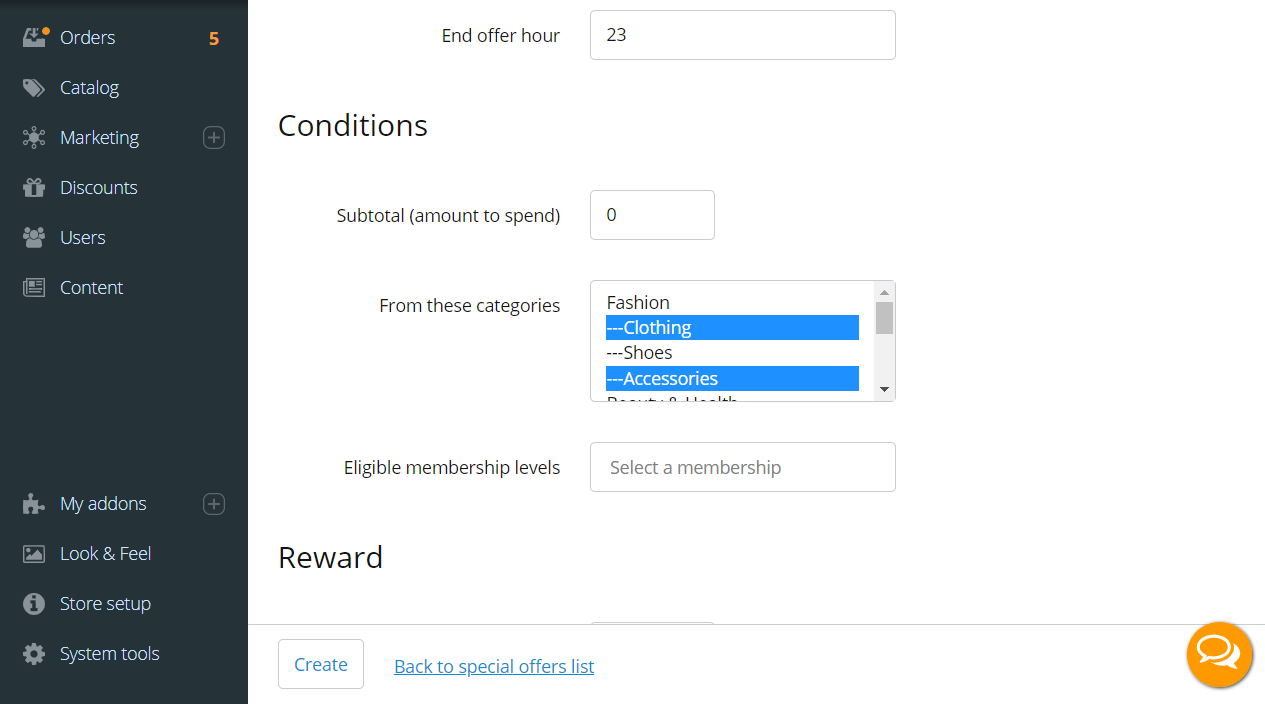 Orders 5
Catalog
Marketing
Discounts
Users
Content
My addons
Look & Feel
Store setup
System tools
End offer hour 23
Conditions
Subtotal (amount to spend) 0
From these categories
Fashion
---Clothing
---Shoes
---Accessories
Beauty & Health
Eligible membership levels Select a membership
Reward
Create Back to special offers list